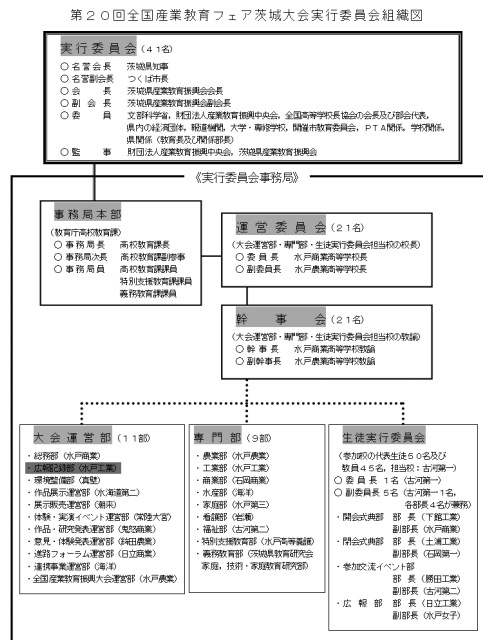 第２０回全国産業教育フェア茨城大会実行委員会組織図
実行委員会（４１名）
○ 名誉会長　茨城県知事
○ 名誉副会長　つくば市長
○ 会　　長　茨城県産業教育振興会会長
○ 副 会 長　茨城県産業教育振興会副会長
○ 委　　員　文部科学省，財団法人産業教育振興中央会，全国高等学校長協会の会長及び部会代表，
県内の経済団体，報道機関，大学・専修学校，開催市教育委員会，ＰＴＡ関係，学校関係，
県関係（教育長及び関係部長）
○ 監　　事　財団法人産業教育振興中央会，茨城県産業教育振興会
《実行委員会事務局》
事務局本部
（教育庁高校教育課）
○ 事務局長　高校教育課長
○ 事務局次長　高校教育課副参事
○ 事務局員　高校教育課課員
特別支援教育課課員
義務教育課課員
運営委員会（２１名）
（大会運営部・専門部・生徒実行委員会担当校の校長）
○ 委 員 長　水戸商業高等学校長
○ 副委員長　水戸農業高等学校長
幹　事　会（２１名）
（大会運営部・専門部・生徒実行委員会担当校の教諭）
○ 幹 事 長　水戸商業高等学校教諭
○ 副幹事長　水戸農業高等学校教諭
大会運営部（１１部）
・総務部（水戸商業）
・広報記録部（水戸工業）
・環境整備部（真壁）
・作品展示運営部（水海道第二）
・展示販売運営部（潮来）
・体験・実演イベント運営部（常陸大宮）
・作品・研究発表運営部（鬼怒商業）
・意見・体験発表運営部（鉾田農業）
・進路フォーラム運営部（日立商業）
・連携事業運営部（海洋）
・全国産業教育振興大会運営部（水戸農業）
専門部（９部）
・農業部（水戸農業）
・工業部（水戸工業）
・商業部（石岡商業）
・水産部（海洋）
・家庭部（水戸第三）
・看護部（岩瀬）
・福祉部（古河第二）
・特別支援教育部（水戸高等養護）
・義務教育部（茨城県教育研究会
家庭，技術・家庭教育研究部）
生徒実行委員会
（参加校の代表生徒５０名及び
教員４５名，担当校：古河第一）
○ 委 員 長　１名（古河第一）
○ 副委員長　５名（古河第一１名，
各部長４名が兼務）
・開会式典部　部　長（下館工業）
副部長（水戸商業）
・閉会式典部　部　長（土浦工業）
副部長（石岡第一）
・参加交流イベント部
部　長（勝田工業）
副部長（古河第二）
・広　報　部　部　長（日立工業）
副部長（水戸女子）